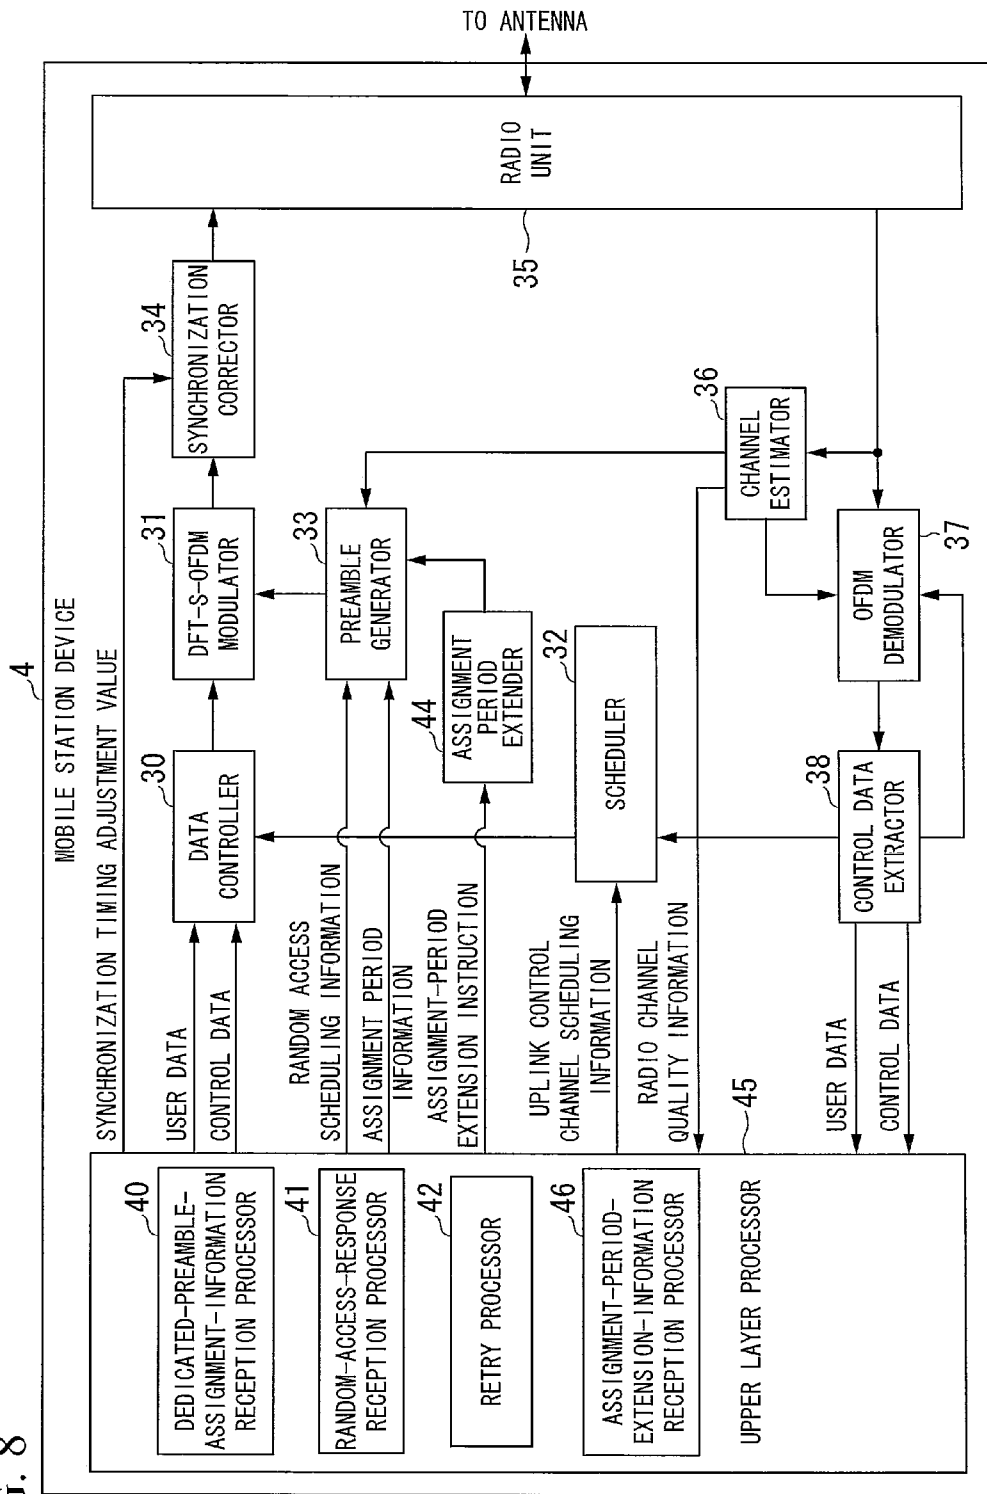 G. 8
4
MOBILE STATION DEVICE
TO ANTENNA
SYNCHRONIZATION TIMING ADJUSTMENT VALUE
40
DEDICATED-PREAMBLE-
ASSIGNMENT-INFORMATION
RECEPTION PROCESSOR
41
RANDOM-ACCESS-RESPONSE
RECEPTION PROCESSOR
42
RETRY PROCESSOR
46
ASSIGNMENT-PERIOD-
EXTENSION-INFORMATION
RECEPTION PROCESSOR
UPPER LAYER PROCESSOR
45
USER DATA
CONTROL DATA
RANDOM ACCESS
SCHEDULING INFORMATION
ASSIGNMENT PERIOD
INFORMATION
ASSIGNMENT-PERIOD
EXTENSION INSTRUCTION
UPLINK CONTROL
CHANNEL SCHEDULING
INFORMATION
RADIO CHANNEL
QUALITY INFORMATION
USER DATA
CONTROL DATA
30
DATA
CONTROLLER
31
DFT-S-OFDM
MODULATOR
34
SYNCHRONIZATION
CORRECTOR
33
PREAMBLE
GENERATOR
44
ASSIGNMENT
PERIOD
EXTENDER
32
SCHEDULER
36
CHANNEL
ESTIMATOR
38
CONTROL DATA
EXTRACTOR
37
OFDM
DEMODULATOR
35
RADIO
UNIT